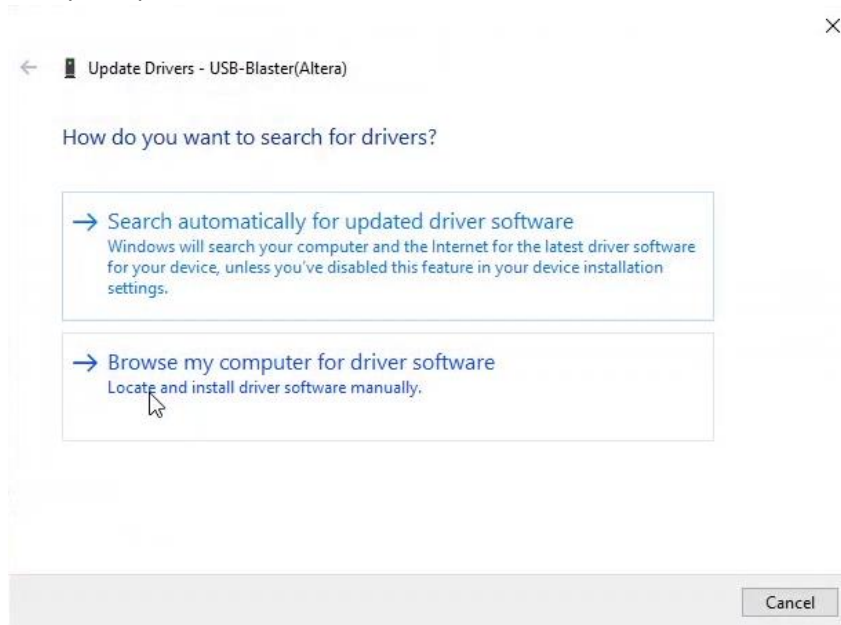 Update Drivers - USB-Blaster(Altera)
How do you want to search for drivers?
Search automatically for updated driver software
Windows will search your computer and the Internet for the latest driver software
for your device, unless you've disabled this feature in your device installation
settings.
Browse my computer for driver software
Locate and install driver software manually.
Cancel